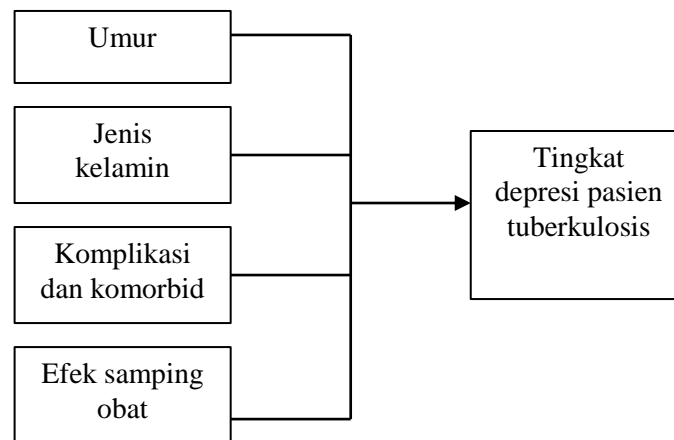 Umur
Jenis
kelamin
Komplikasi
dan komorbid
Efek samping
obat
Tingkat
depresi pasien
tuberkulosis